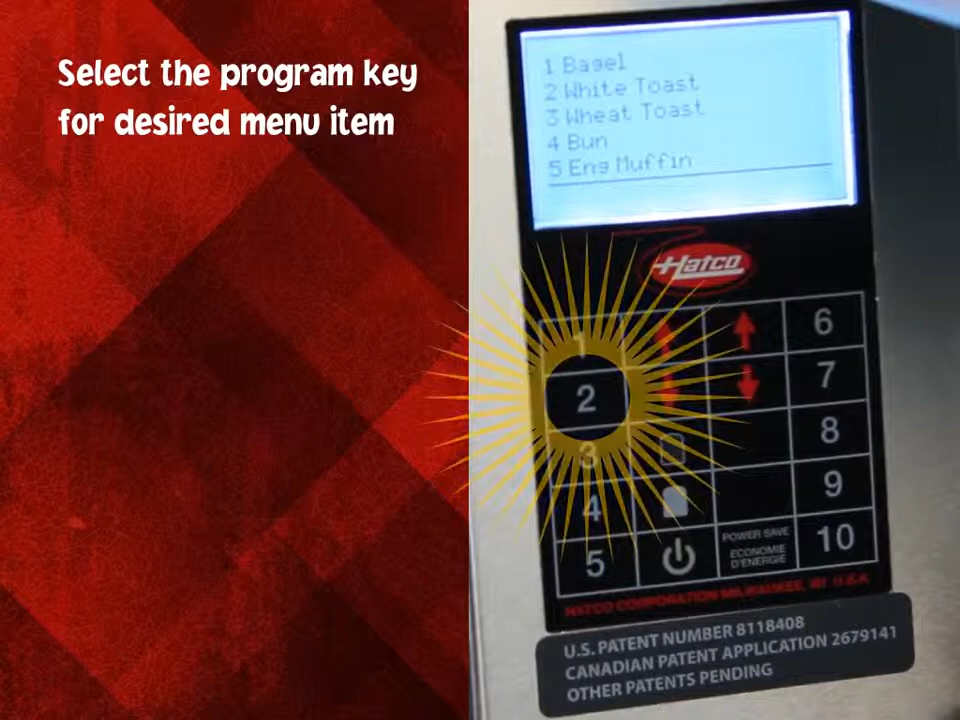 Select the program key
for desired menu item
1 Bagel
2 White Toast
3 Wheat Toast
4 Bun
5 Eng Muffin
Hatco
1
6
2
7
3
8
4
9
5
POWER SAVE
ECONOMIE
D'ENERGIE
10
HATCO CORPORATION MILWAUKEE, WI U.S.A
U.S. PATENT NUMBER 8118408
CANADIAN PATENT APPLICATION 2679141
OTHER PATENTS PENDING